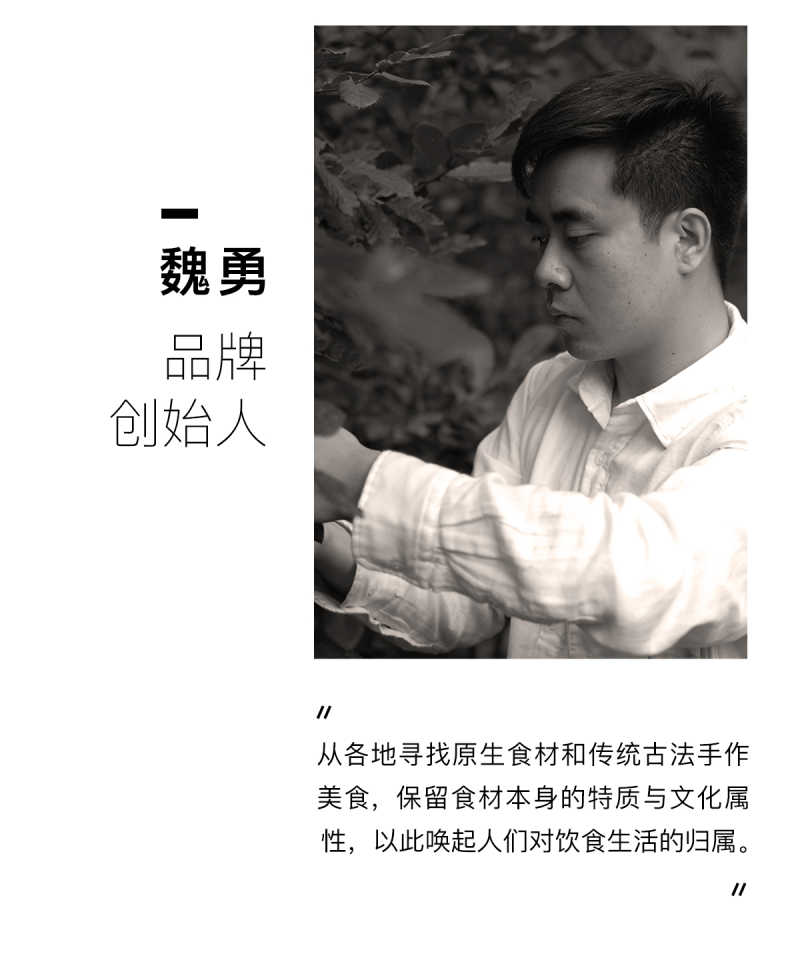 魏勇
品牌
创始人
〃
从各地寻找原生食材和传统古法手作
美食，保留食材本身的特质与文化属
性，以此唤起人们对饮食生活的归属。
〃